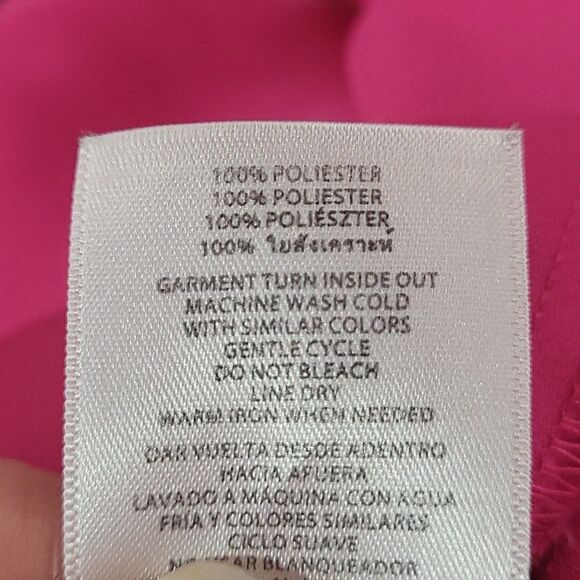 100% POLIESTER
100% POLIESTER
100% POLIÉSZTER
100% ใยสังเคราะห์
GARMENT TURN INSIDE OUT
MACHINE WASH COLD
WITH SIMILAR COLORS
GENTLE CYCLE
DO NOT BLEACH
LINE DRY
WARM IRON WHEN NEEDED
DAR VUELTA DESDE ADENTRO
HACIA AFUERA
LAVADO A MAQUINA CON AGUA
FRIA Y COLORES SIMILARES
CICLO SUAVE
BLANQUEADOR